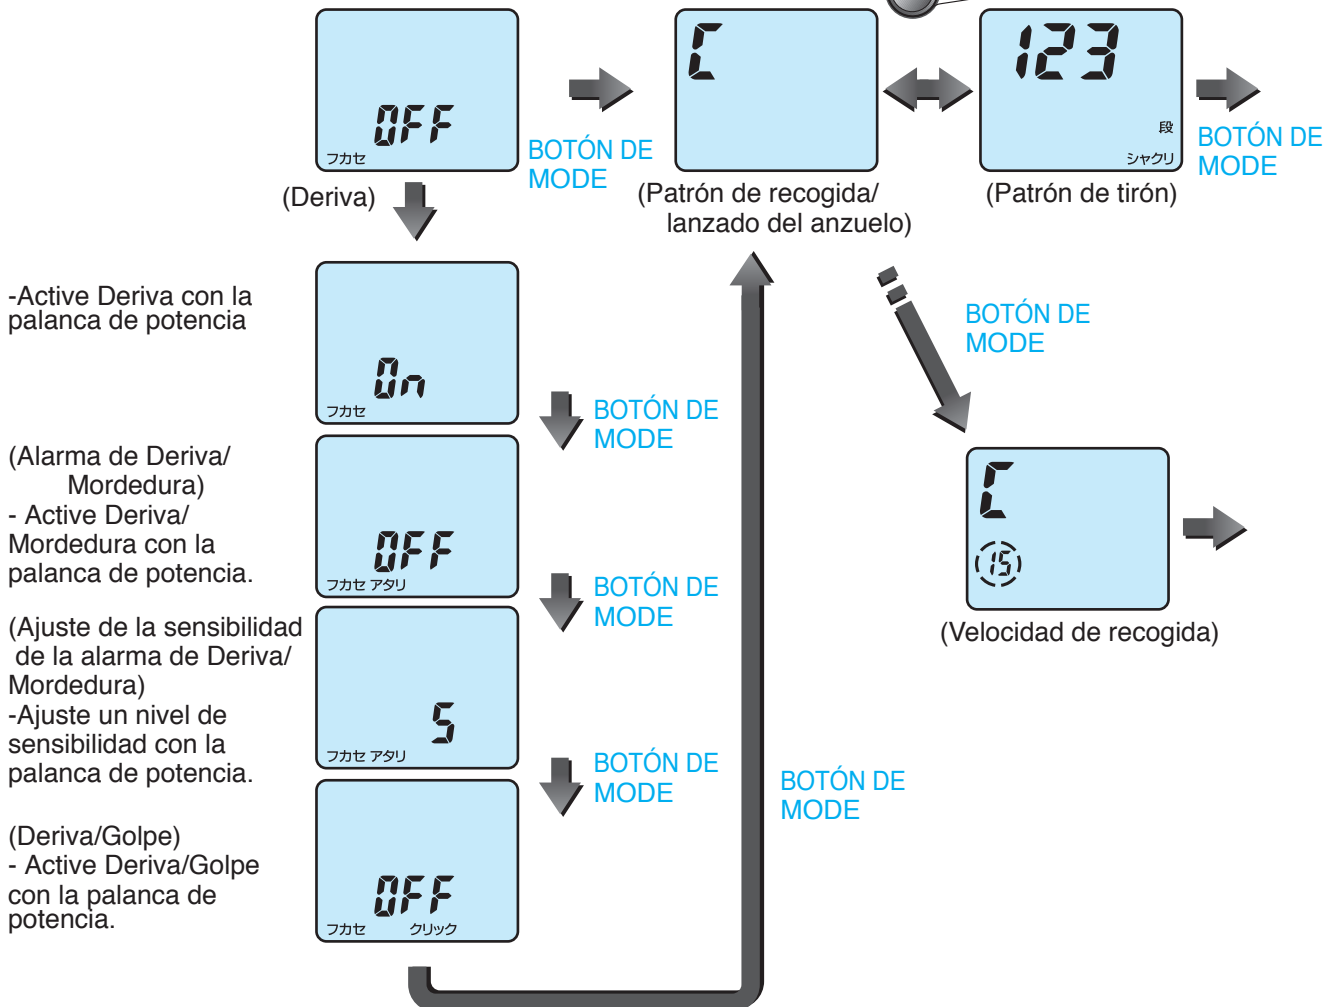 OFF
フカセ
(Deriva)
BOTÓN DE
MODE
C
(Patrón de recogida/
lanzado del anzuelo)
123
段
シャクリ
(Patrón de tirón)
BOTÓN DE
MODE
-Active Deriva con la
palanca de potencia
On
フカセ
BOTÓN DE
MODE
BOTÓN DE
MODE
(Alarma de Deriva/
Mordedura)
- Active Deriva/
Mordedura con la
palanca de potencia.
OFF
フカセ アタリ
BOTÓN DE
MODE
C
15
(Velocidad de recogida)
(Ajuste de la sensibilidad
de la alarma de Deriva/
Mordedura)
-Ajuste un nivel de
sensibilidad con la
palanca de potencia.
5
フカセ アタリ
BOTÓN DE
MODE
BOTÓN DE
MODE
(Deriva/Golpe)
- Active Deriva/Golpe
con la palanca de
potencia.
OFF
フカセ クリック